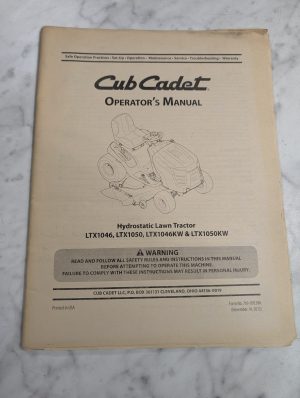 Safe Operation Practices • Set-Up • Operation • Maintenance • Service • Troubleshooting • Warranty
Cub Cadet
OPERATOR'S MANUAL
Hydrostatic Lawn Tractor
LTX1046, LTX1050, LTX1046KW & LTX1050KW
WARNING
READ AND FOLLOW ALL SAFETY RULES AND INSTRUCTIONS IN THIS MANUAL
BEFORE ATTEMPTING TO OPERATE THIS MACHINE.
FAILURE TO COMPLY WITH THESE INSTRUCTIONS MAY RESULT IN PERSONAL INJURY.
CUB CADET LLC, P.O. BOX 361131 CLEVELAND, OHIO 44136-0019
Printed In USA
Form No.